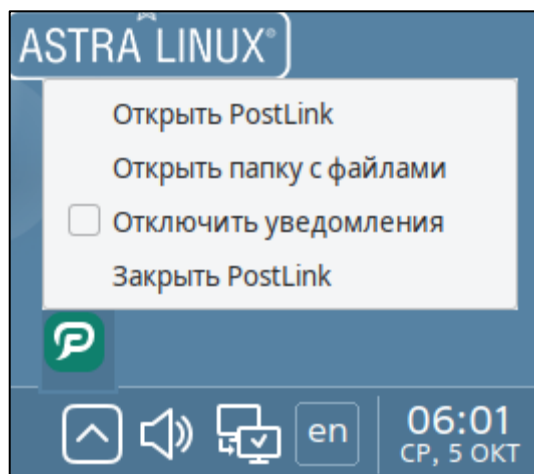 ASTRA LINUX®
Открыть PostLink
Открыть папку с файлами
Отключить уведомления
Закрыть PostLink
en
06:01
СР, 5 ОКТ